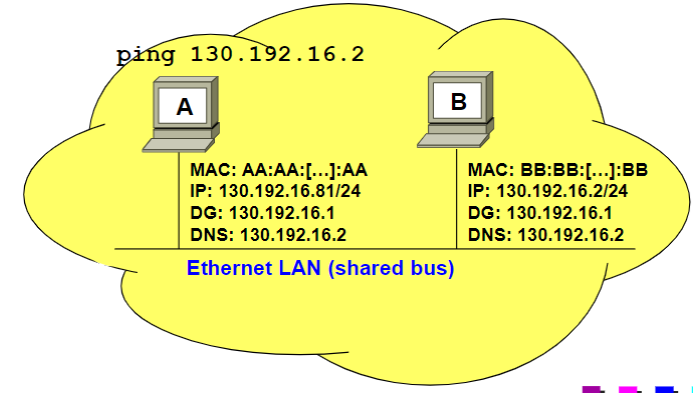 ping 130.192.16.2
A
B
MAC: AA:AA:[...]:AA
IP: 130.192.16.81/24
DG: 130.192.16.1
DNS: 130.192.16.2
MAC: BB:BB:[...]:BB
IP: 130.192.16.2/24
DG: 130.192.16.1
DNS: 130.192.16.2
Ethernet LAN (shared bus)